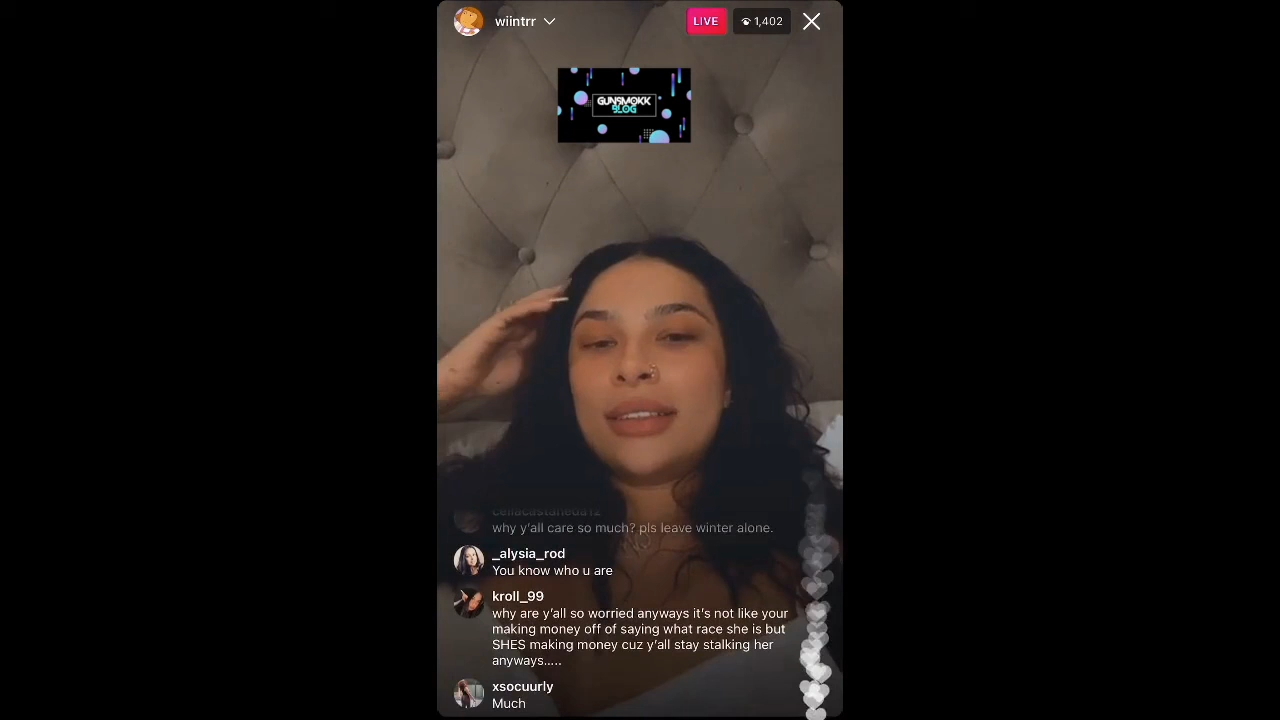 wiintrr
LIVE
1,402
GUNSMOKK
BLOG
celiacastaneda12
why y'all care so much? pls leave winter alone.
_alysia_rod
You know who u are
kroll_99
why are y'all so worried anyways it's not like your
making money off of saying what race she is but
SHES making money cuz y'all stay stalking her
anyways.....
xsocuurly
Much